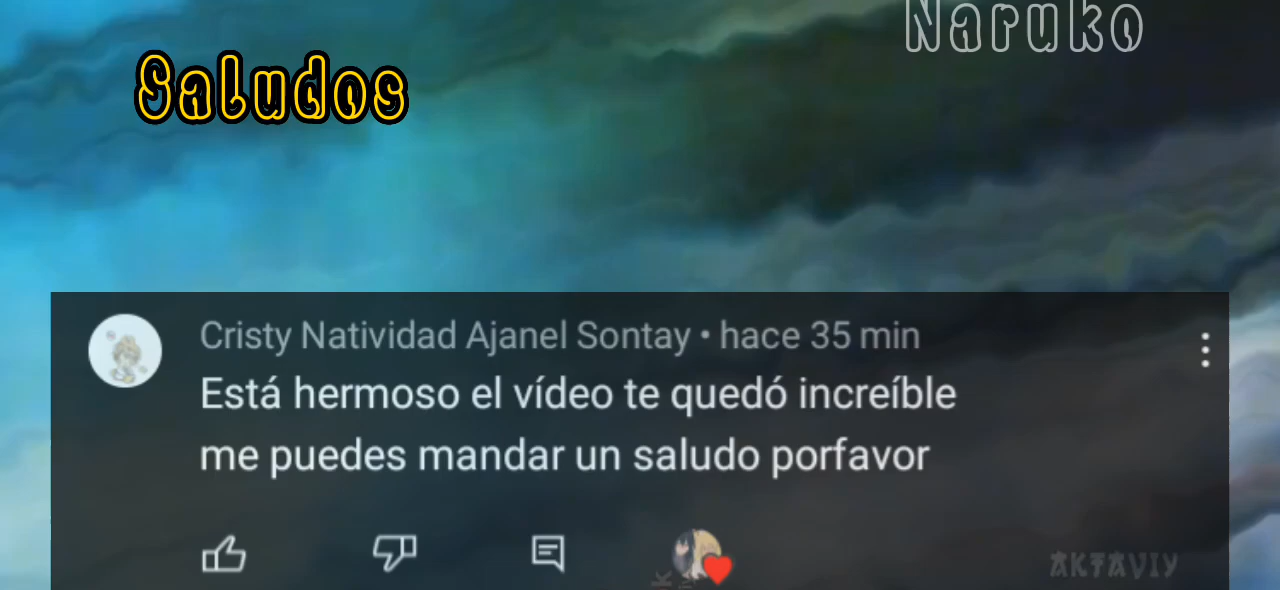 Naruko
Saludos
Cristy Natividad Ajanel Sontay • hace 35 min
Está hermoso el vídeo te quedó increíble
me puedes mandar un saludo porfavor
AKTAVIY